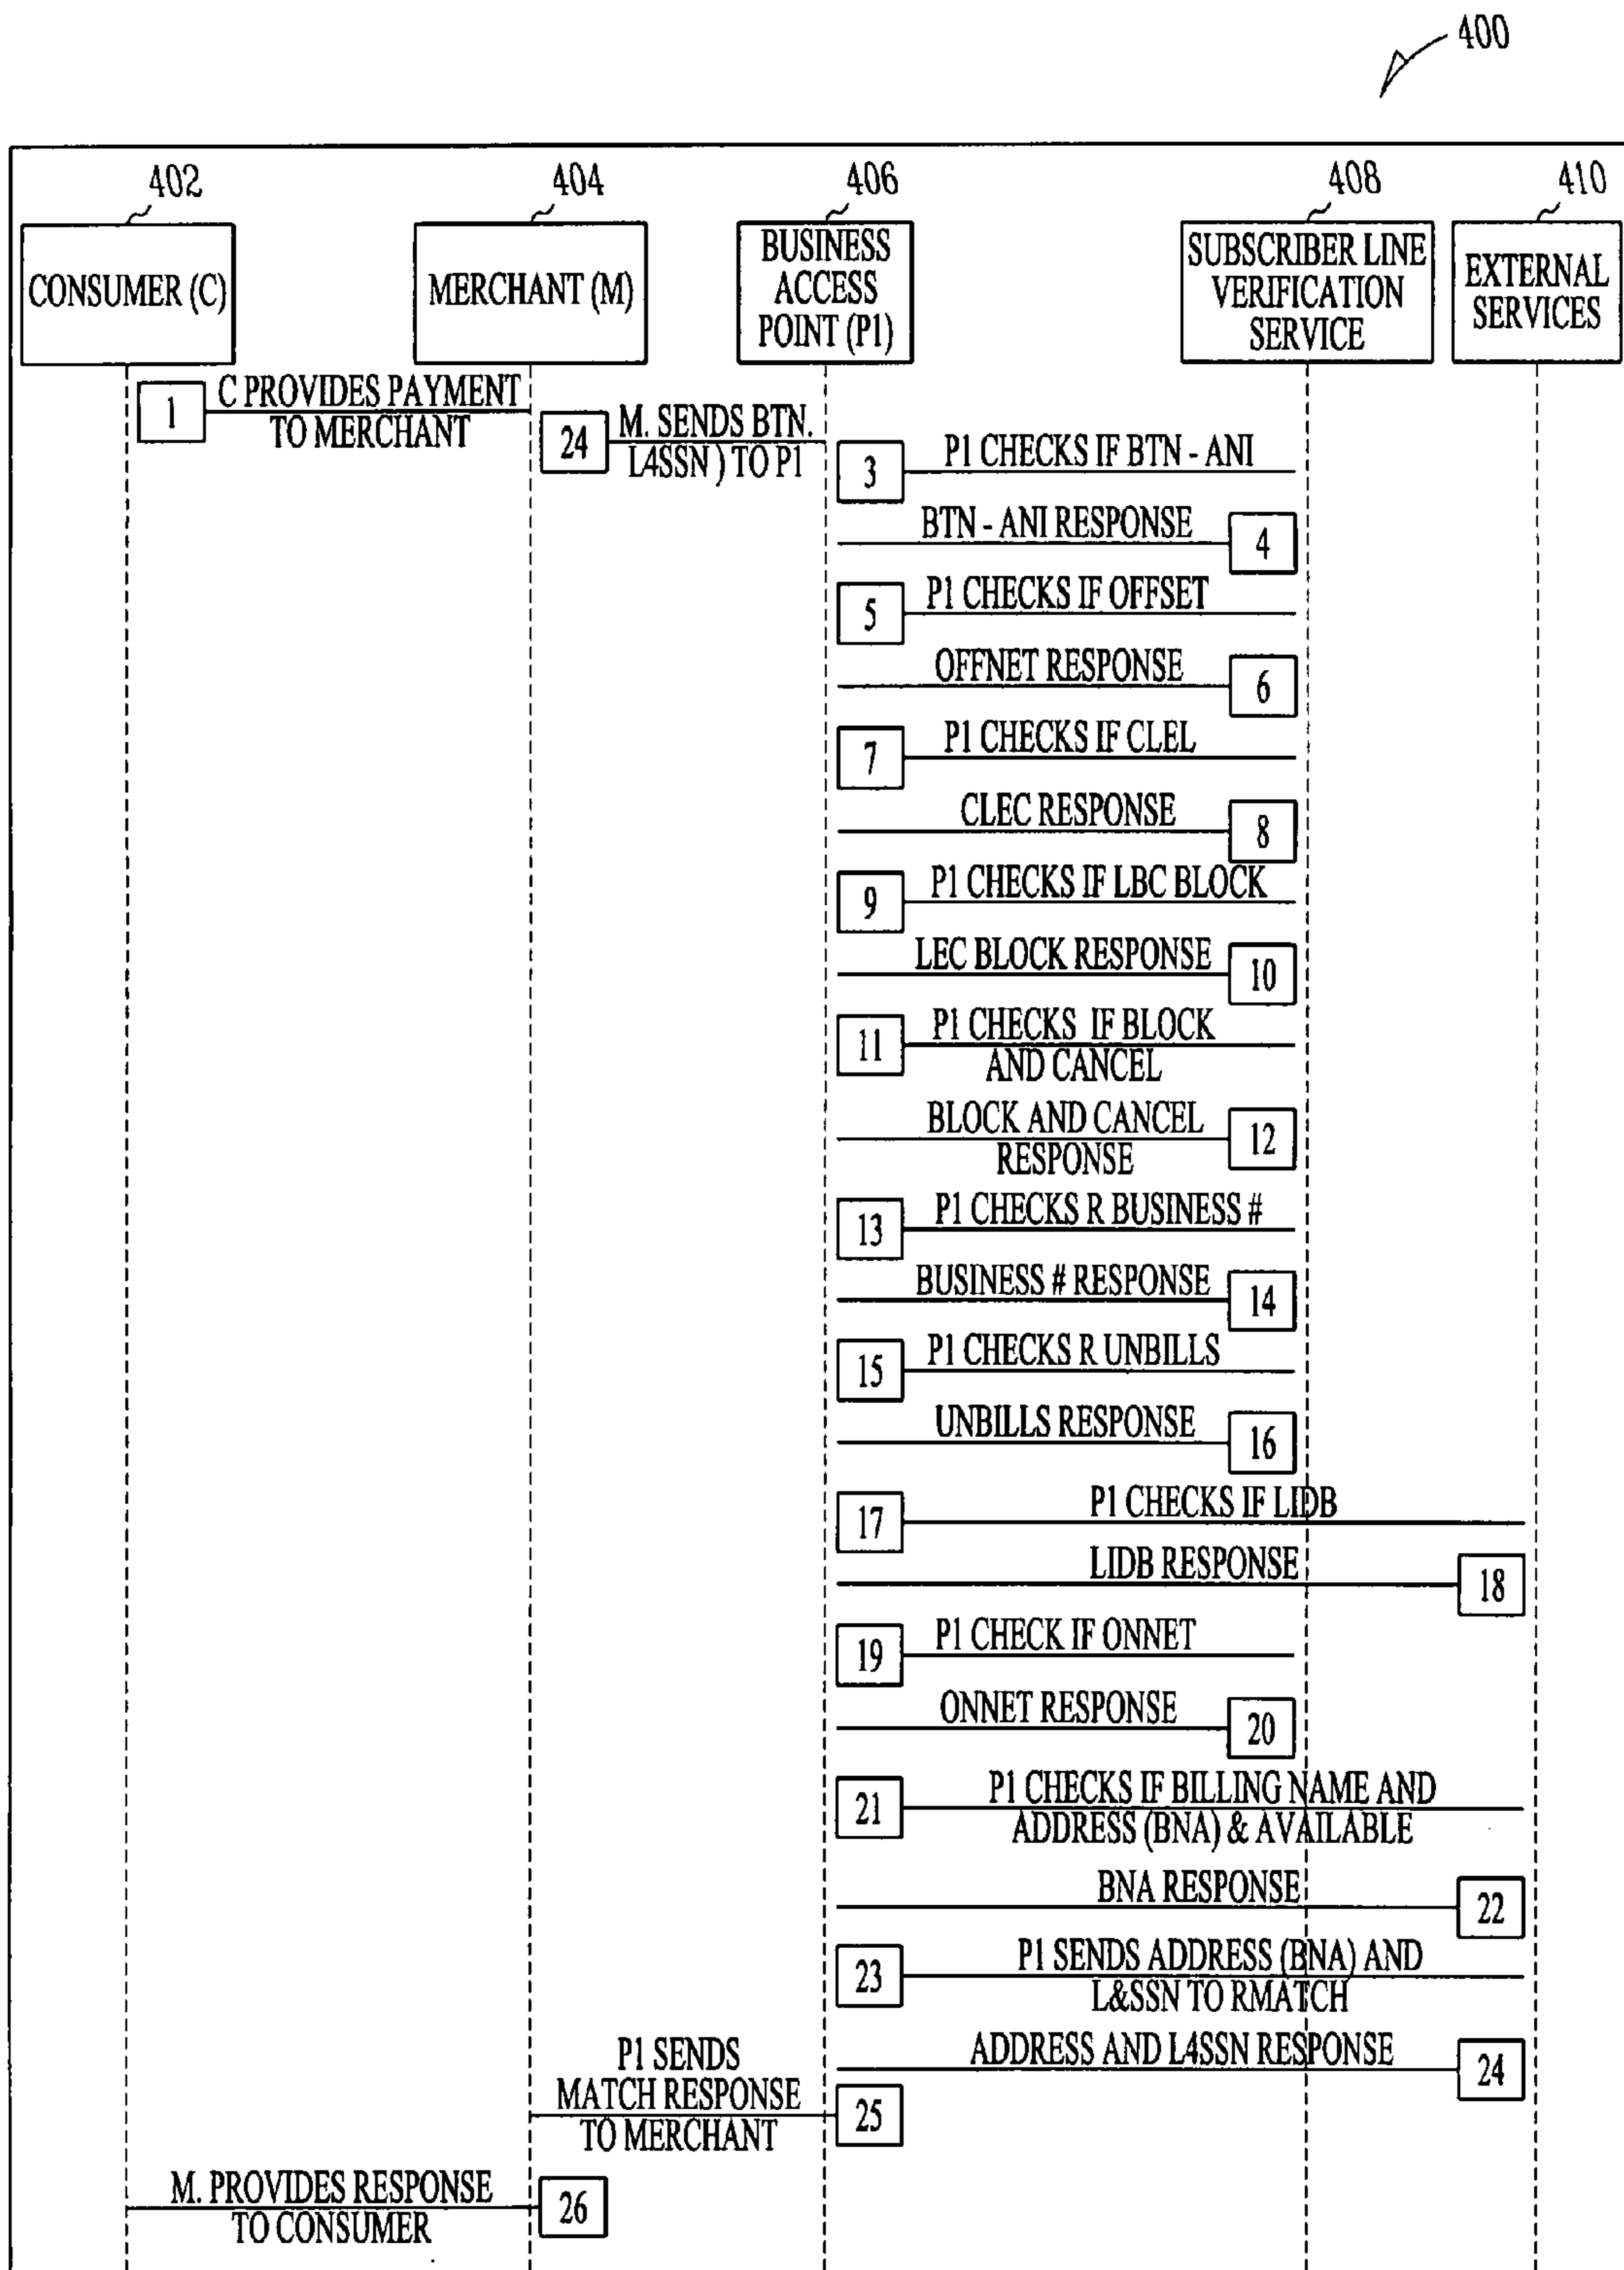 400
402
404
406
408
410
CONSUMER (C)
MERCHANT (M)
BUSINESS
ACCESS
POINT (P1)
SUBSCRIBER LINE
VERIFICATION
SERVICE
EXTERNAL
SERVICES
1
C PROVIDES PAYMENT
TO MERCHANT
24
M. SENDS BTN.
L4SSN ) TO P1
3
P1 CHECKS IF BTN - ANI
BTN - ANI RESPONSE
4
5
P1 CHECKS IF OFFSET
OFFNET RESPONSE
6
7
P1 CHECKS IF CLEL
CLEC RESPONSE
8
9
P1 CHECKS IF LBC BLOCK
LEC BLOCK RESPONSE
10
11
P1 CHECKS IF BLOCK
AND CANCEL
BLOCK AND CANCEL
RESPONSE
12
13
P1 CHECKS R BUSINESS #
BUSINESS # RESPONSE
14
15
P1 CHECKS R UNBILLS
UNBILLS RESPONSE
16
17
P1 CHECKS IF LIDB
LIDB RESPONSE
18
19
P1 CHECK IF ONNET
ONNET RESPONSE
20
21
P1 CHECKS IF BILLING NAME AND
ADDRESS (BNA) & AVAILABLE
BNA RESPONSE
22
23
P1 SENDS ADDRESS (BNA) AND
L&SSN TO RMATCH
ADDRESS AND L4SSN RESPONSE
24
P1 SENDS
MATCH RESPONSE
TO MERCHANT
25
M. PROVIDES RESPONSE
TO CONSUMER
26